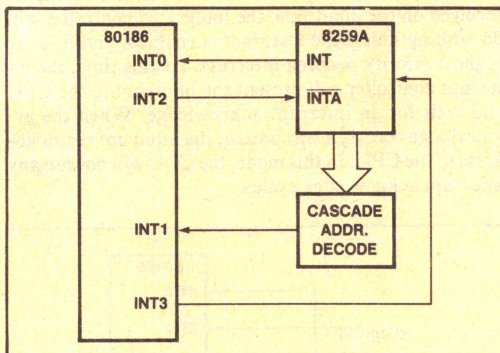 80186
8259A
INT0
INT
INT2
INTA
CASCADE
ADDR.
DECODE
INT1
INT3